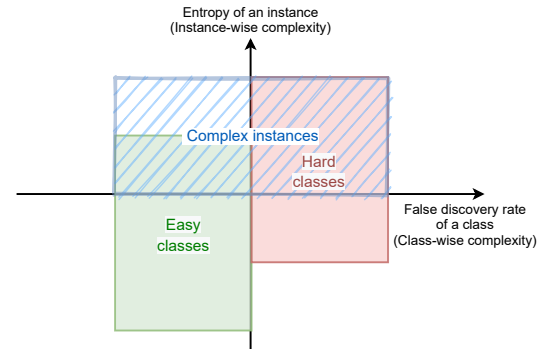 Entropy of an instance
(Instance-wise complexity)
Complex instances
Hard
classes
False discovery rate
of a class
(Class-wise complexity)
Easy
classes